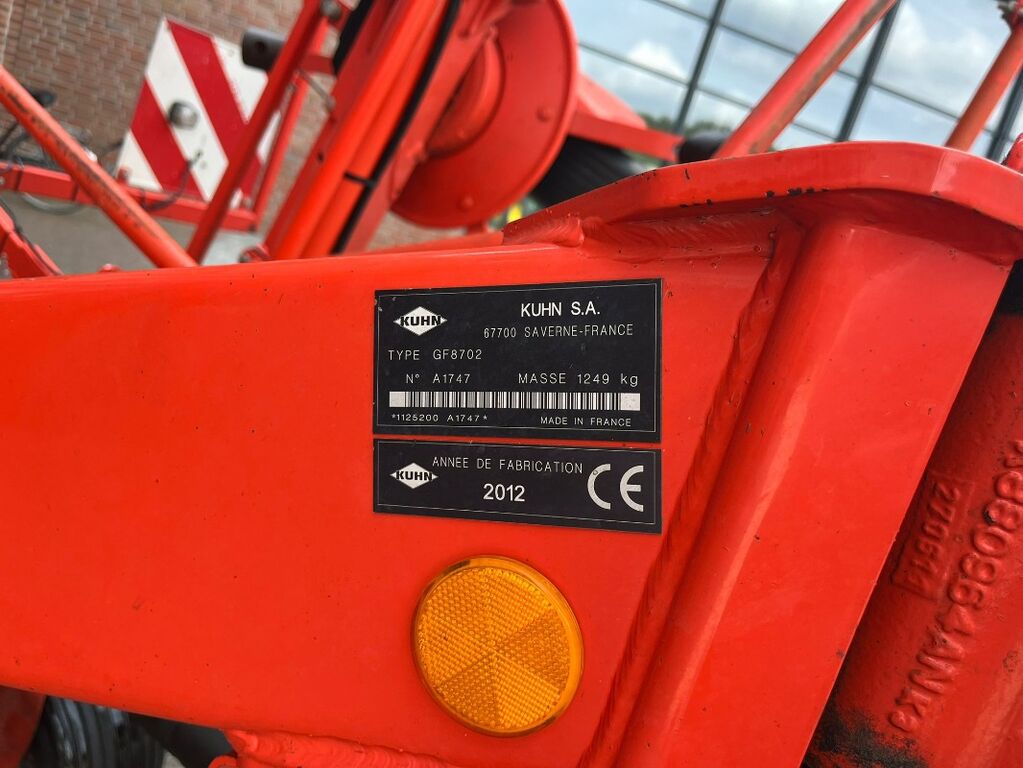 KUHN
KUHN S.A.
67700 SAVERNE-FRANCE
TYPE GF8702
N° A1747 MASSE 1249 kg
*1125200 A1747* MADE IN FRANCE
KUHN
ANNEE DE FABRICATION
2012
CE